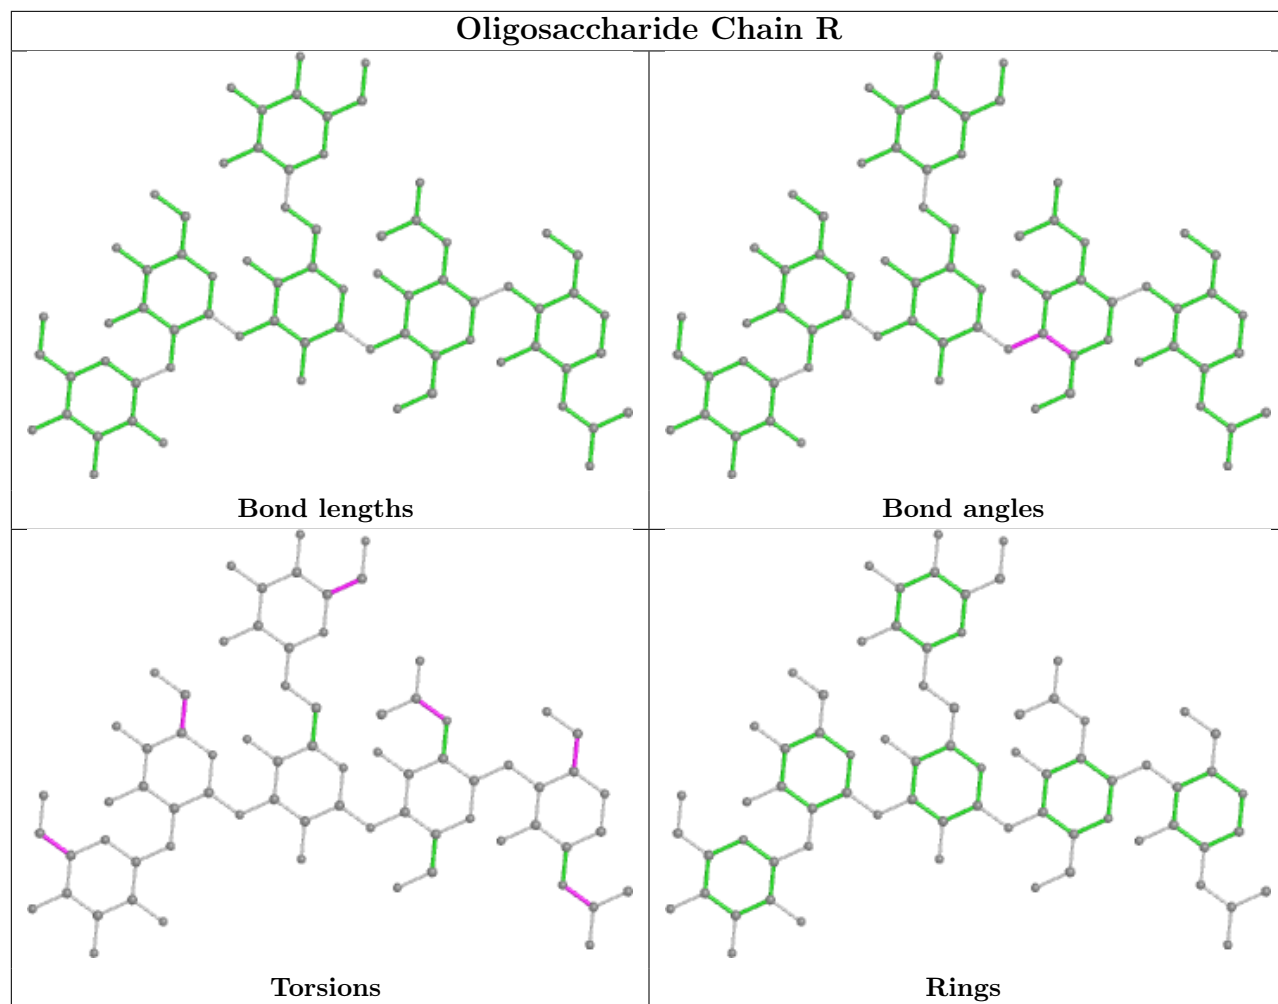 Oligosaccharide Chain R
Bond lengths
Bond angles
Torsions
Rings